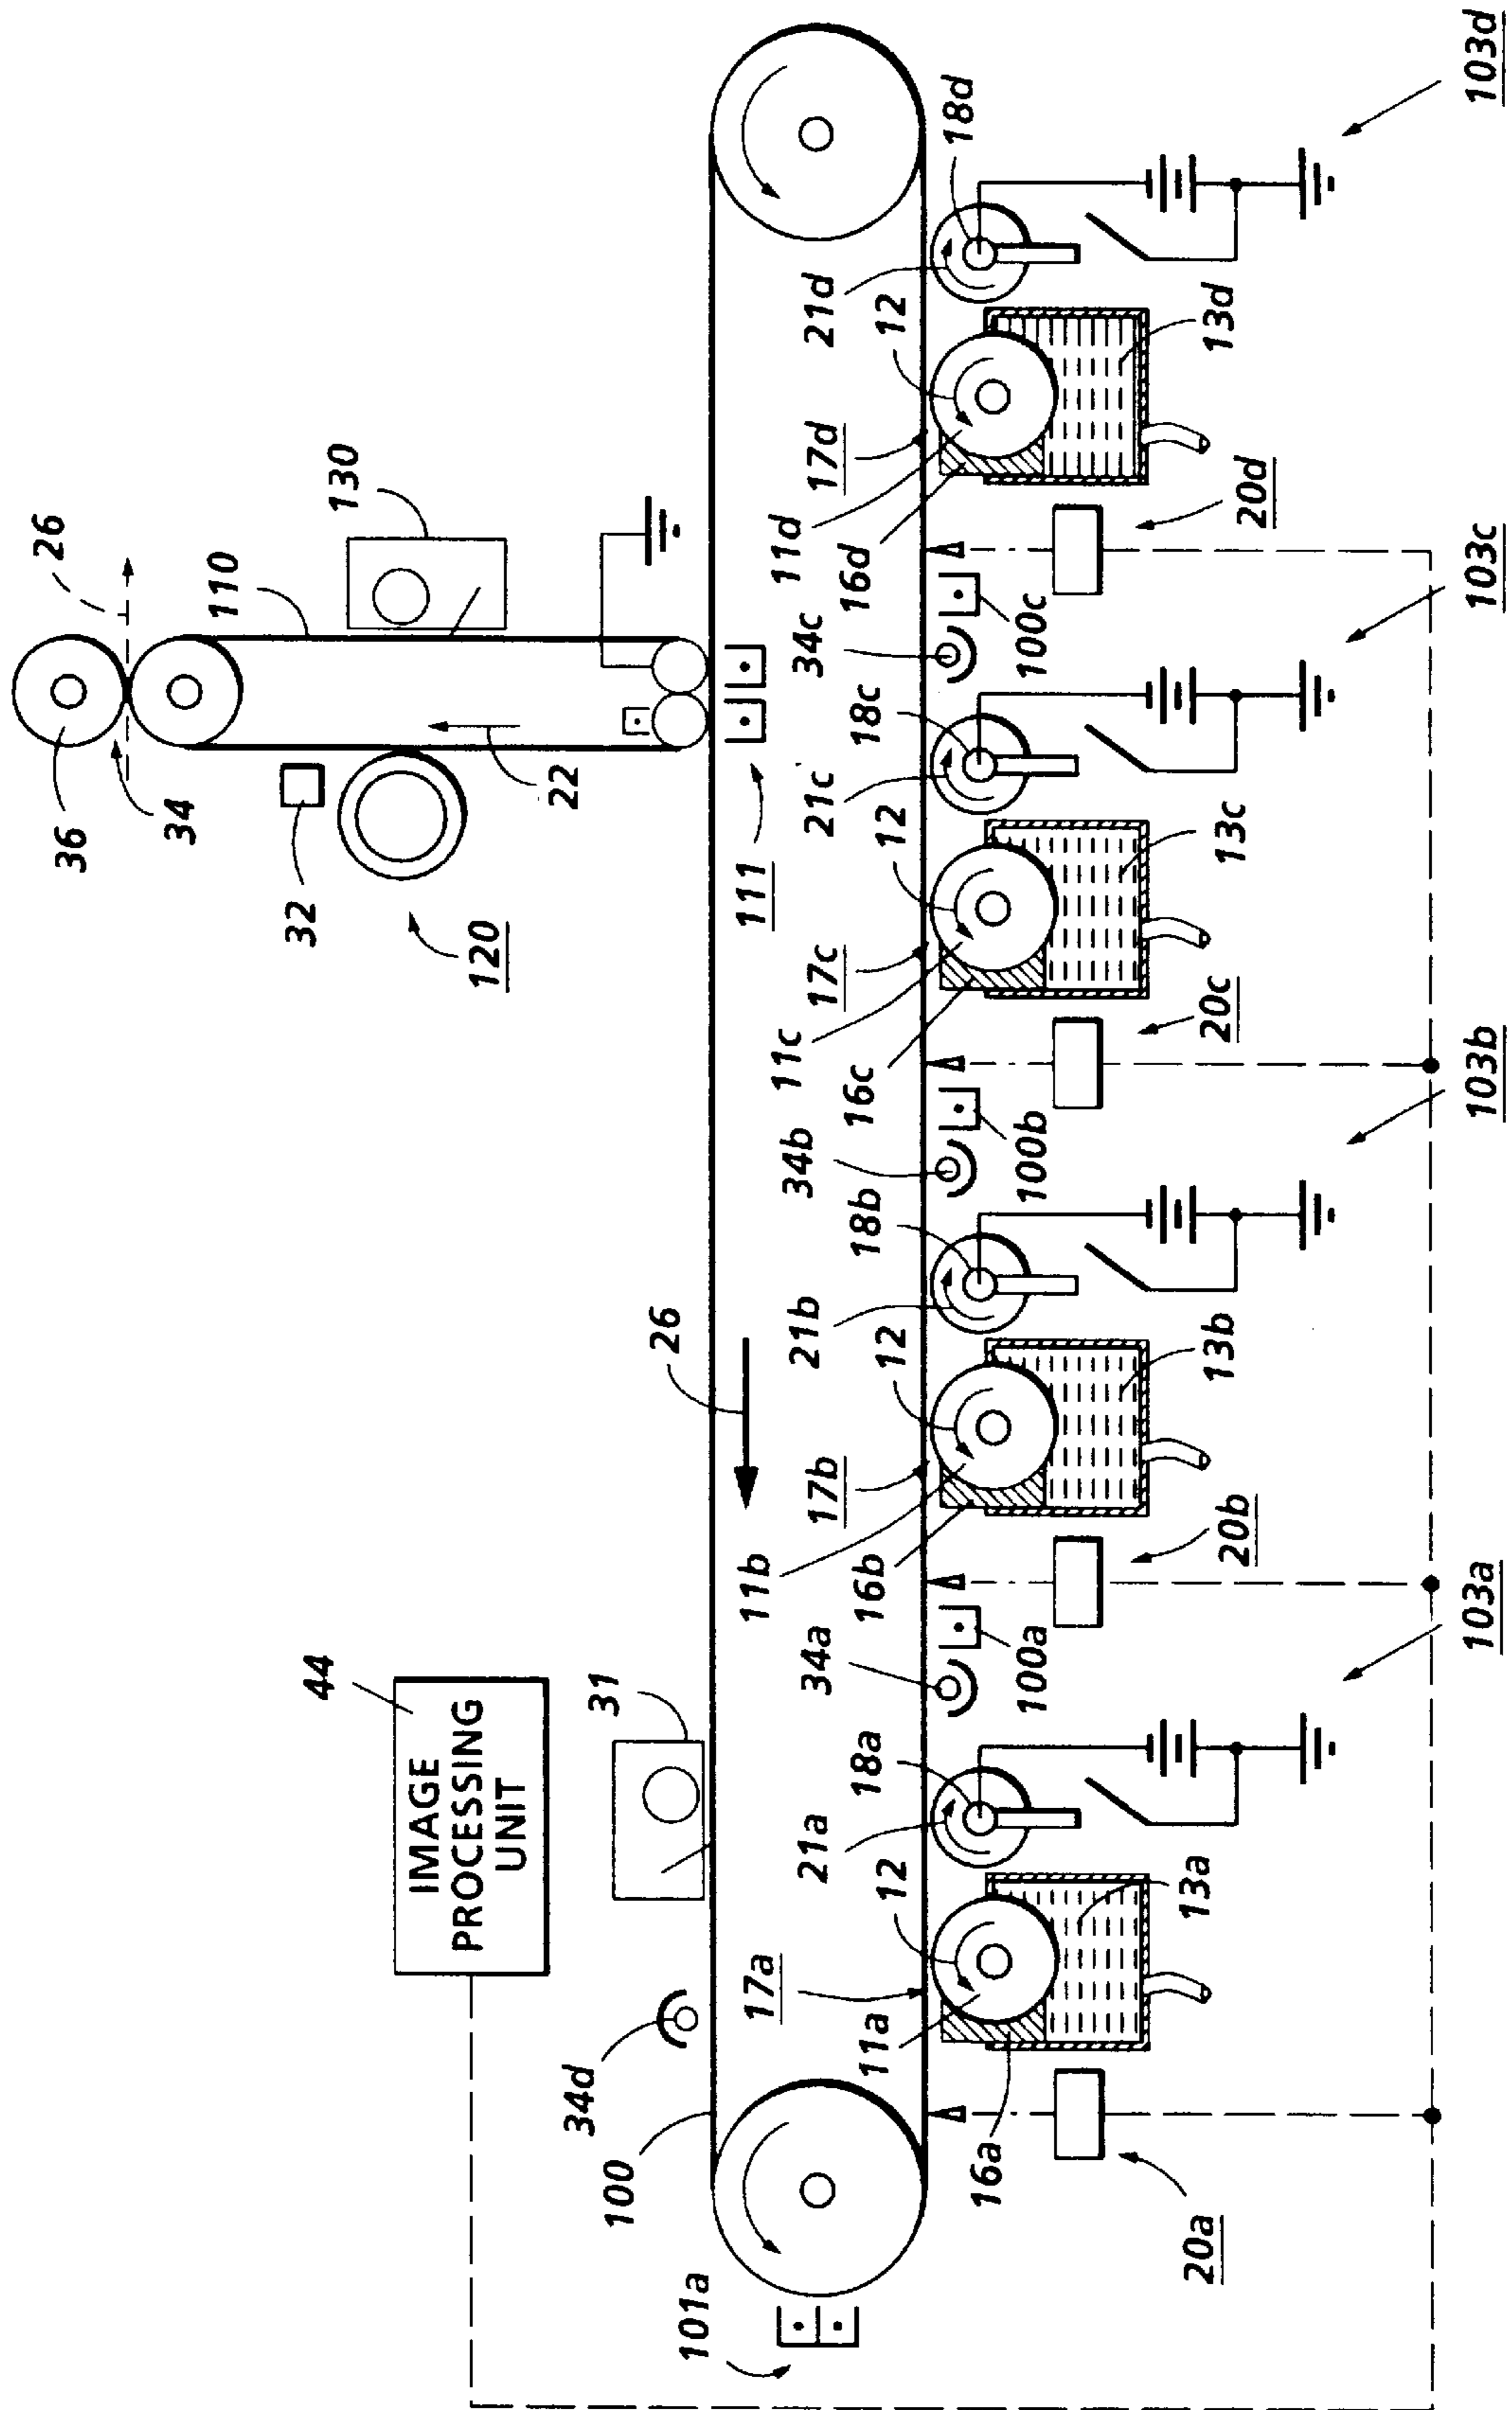 36
26
34
110
32
44
130
IMAGE
PROCESSING
UNIT
120
22
34d
31
100
26
101a
17a
11b
111
11c
11d
34a
21a
17b
21b
34b
17c
21c
34c
17d
21d
11a
12
18a
16b
12
18b
16c
12
18c
16d
12
18d
16a
100a
100b
100c
20a
13a
20b
13b
20c
13c
20d
13d
103a
103b
103c
103d